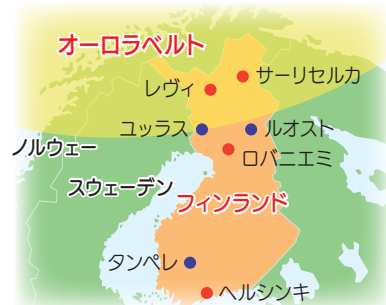 オーロラベルト
サーリセルカ
レヴィ
ユッラス
ルオスト
ノルウェー
ロバニエミ
スウェーデン
フィンランド
タンペレ
ヘルシンキ